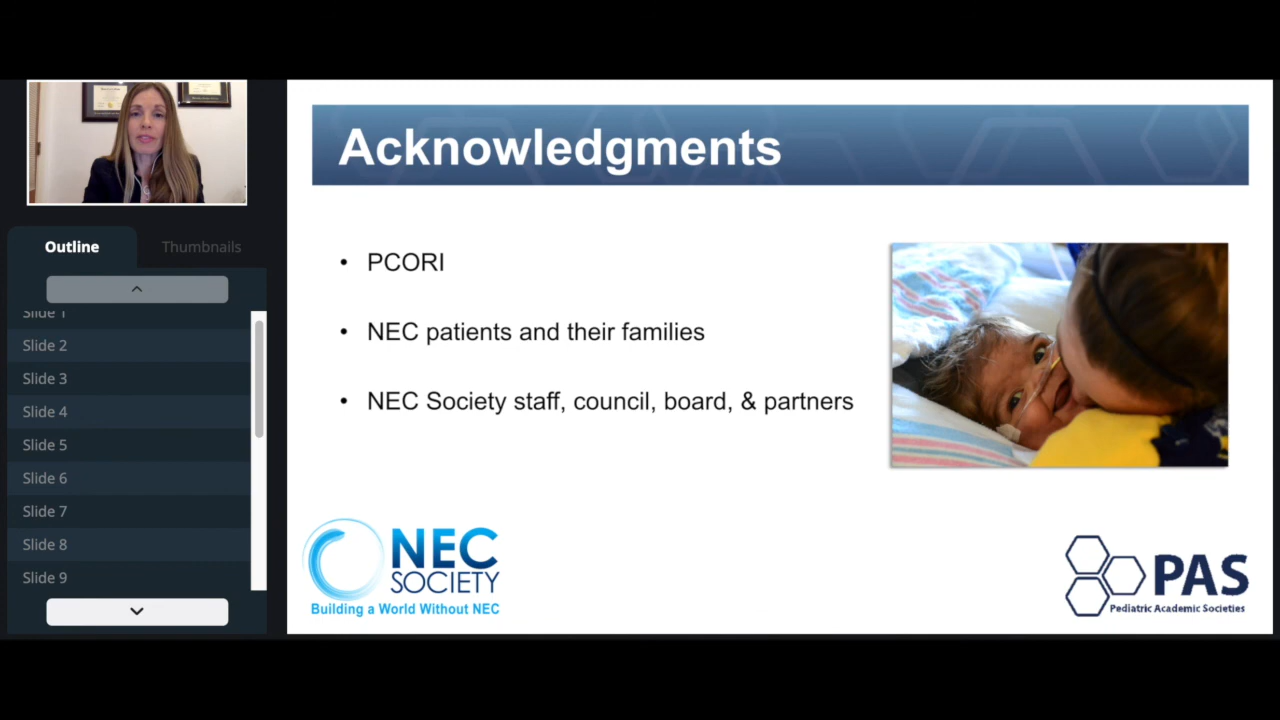 Acknowledgments
Outline
Thumbnails
Slide 1
Slide 2
Slide 3
Slide 4
Slide 5
Slide 6
Slide 7
Slide 8
Slide 9
• PCORI
• NEC patients and their families
• NEC Society staff, council, board, & partners
NEC
SOCIETY
Building a World Without NEC
PAS
Pediatric Academic Societies